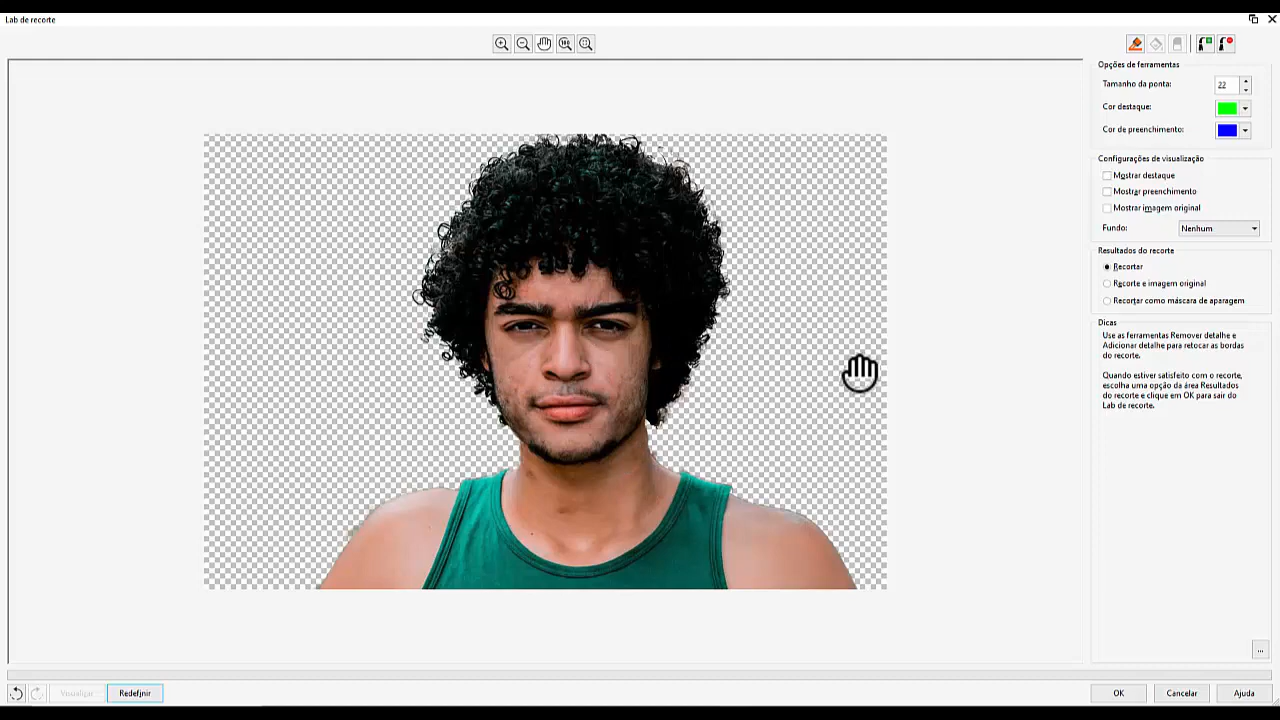 Lab de recorte
Opções de ferramentas
Tamanho da ponta: 22
Cor destaque:
Cor de preenchimento:
Configurações de visualização
Mostrar destaque
Mostrar preenchimento
Mostrar imagem original
Fundo: Nenhum
Resultados do recorte
Recortar
Recorte e imagem original
Recortar como máscara de aparagem
Dicas
Use as ferramentas Remover detalhe e
Adicionar detalhe para retocar as bordas
do recorte.
Quando estiver satisfeito com o recorte,
escolha uma opção da área Resultados
do recorte e clique em OK para sair do
Lab de recorte.
...
Visualizar Redefinir OK Cancelar Ajuda